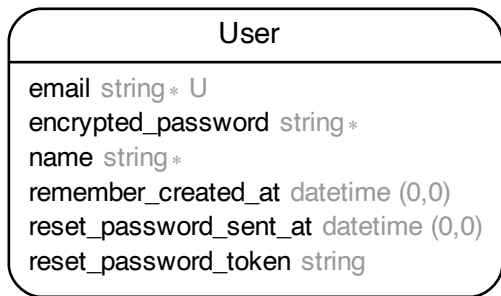 User
email string* U
encrypted_password string*
name string*
remember_created_at datetime (0,0)
reset_password_sent_at datetime (0,0)
reset_password_token string